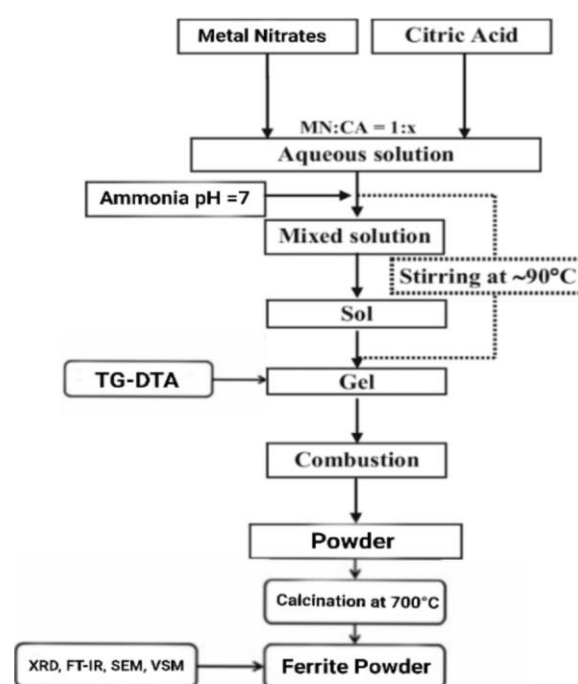 Metal Nitrates
Citric Acid
MN:CA = 1:x
Aqueous solution
Ammonia pH =7
Mixed solution
Stirring at ~90°C
Sol
TG-DTA
Gel
Combustion
Powder
Calcination at 700°C
XRD, FT-IR, SEM, VSM
Ferrite Powder